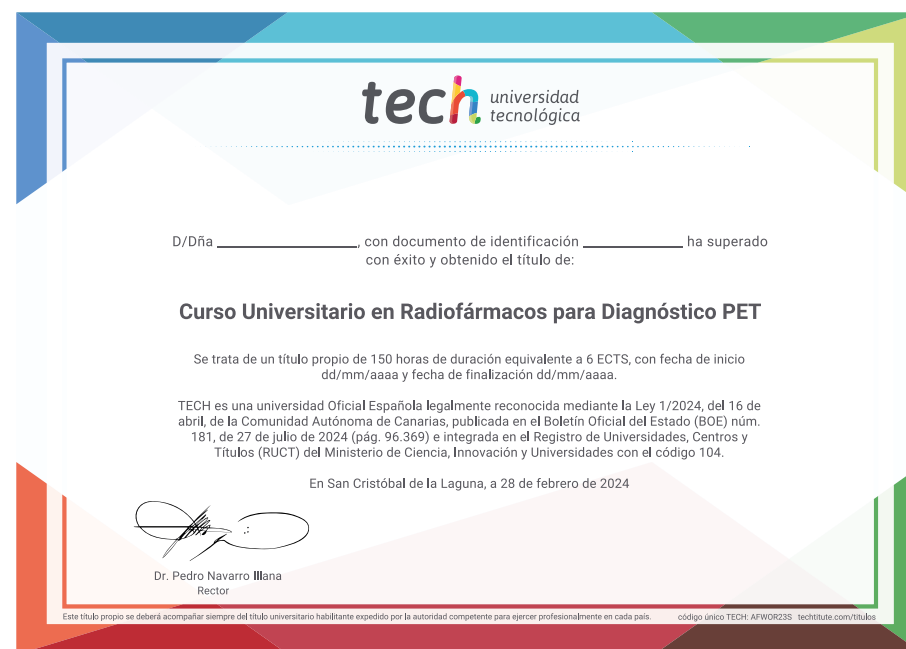 tech universidad
tecnológica
D/Dña ____________________, con documento de identificación ______________ ha superado
con éxito y obtenido el título de:
Curso Universitario en Radiofármacos para Diagnóstico PET
Se trata de un título propio de 150 horas de duración equivalente a 6 ECTS, con fecha de inicio
dd/mm/aaaa y fecha de finalización dd/mm/aaaa.
TECH es una universidad Oficial Española legalmente reconocida mediante la Ley 1/2024, del 16 de
abril, de la Comunidad Autónoma de Canarias, publicada en el Boletín Oficial del Estado (BOE) núm.
181, de 27 de julio de 2024 (pág. 96.369) e integrada en el Registro de Universidades, Centros y
Títulos (RUCT) del Ministerio de Ciencia, Innovación y Universidades con el código 104.
En San Cristóbal de la Laguna, a 28 de febrero de 2024
Dr. Pedro Navarro Illana
Rector
Este título propio se deberá acompañar siempre del título universitario habilitante expedido por la autoridad competente para ejercer profesionalmente en cada país. código único TECH: AFWOR23S techtitute.com/titulos